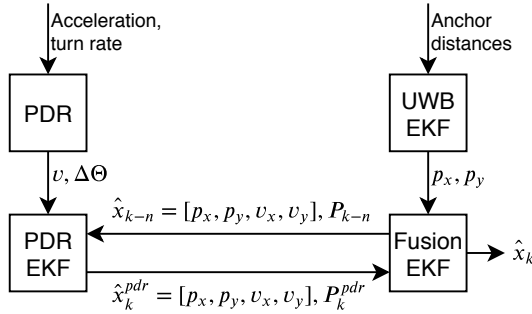 Acceleration,
turn rate
Anchor
distances
PDR
UWB
EKF
v, ΔΘ
p_x, p_y
x̂_{k−n} = [p_x, p_y, v_x, v_y], P_{k−n}
PDR
EKF
Fusion
EKF
x̂_k
x̂_k^{pdr} = [p_x, p_y, v_x, v_y], P_k^{pdr}